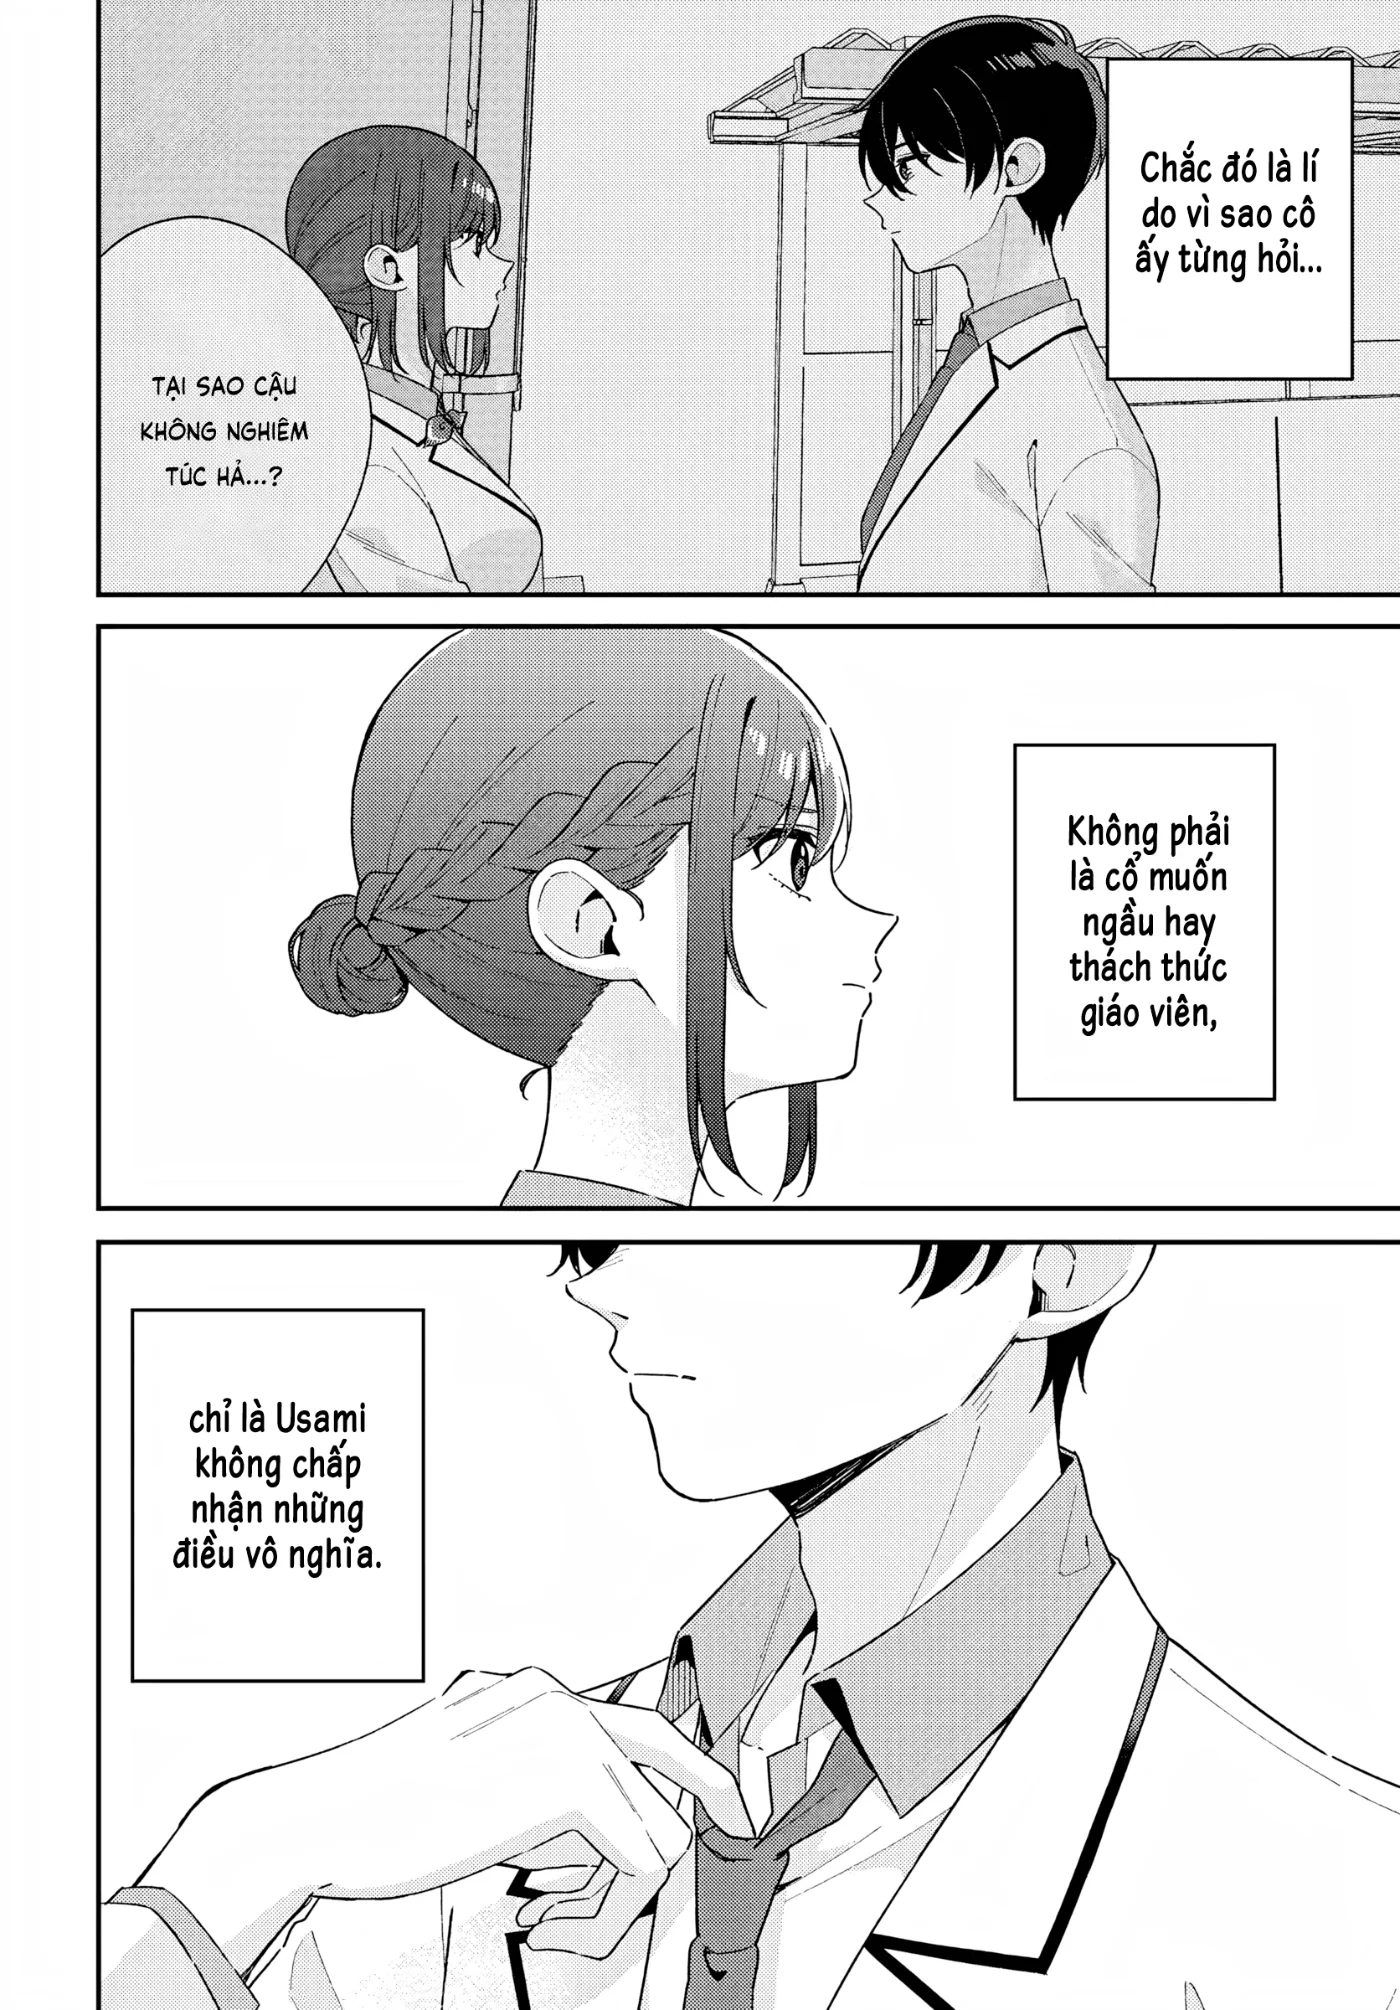 Chắc đó là lí
do vì sao cô
ấy từng hỏi...
TẠI SAO CẬU
KHÔNG NGHIÊM
TÚC HẢ...?
Không phải
là cổ muốn
ngầu hay
thách thức
giáo viên,
chỉ là Usami
không chấp
nhận những
điều vô nghĩa.